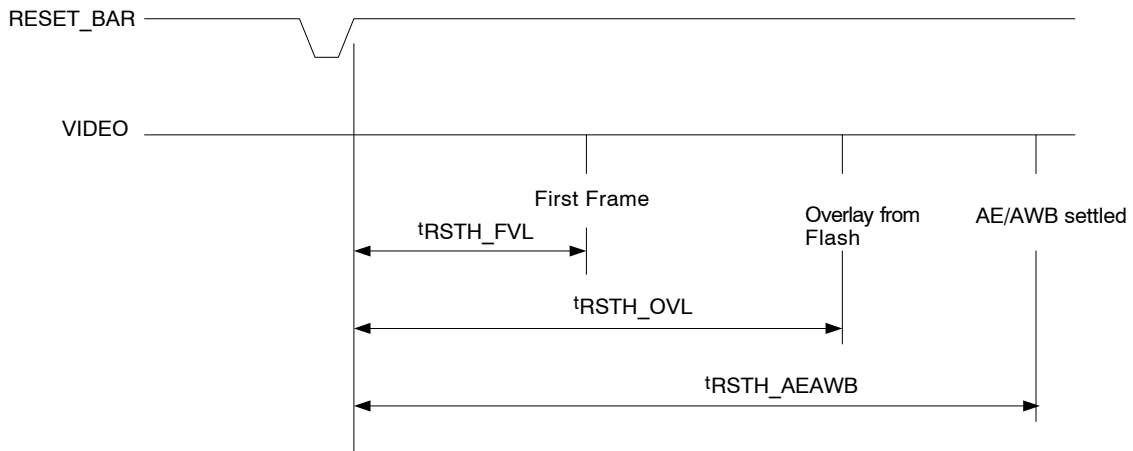 RESET_BAR
VIDEO
First Frame
Overlay from
Flash
AE/AWB settled
tRSTH_FVL
tRSTH_OVL
tRSTH_AEAWB